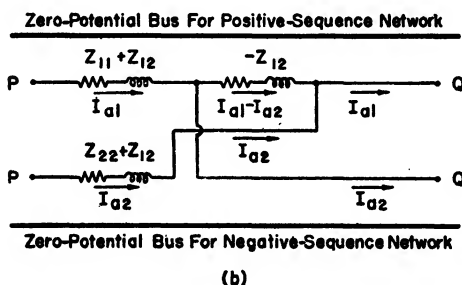 Zero-Potential Bus For Positive-Sequence Network
Z11+Z12 -Z12
P Q
Ia1 Ia1-Ia2 Ia1
Z22+Z12 Ia2
P Q
Ia2 Ia2
Zero-Potential Bus For Negative-Sequence Network
(b)